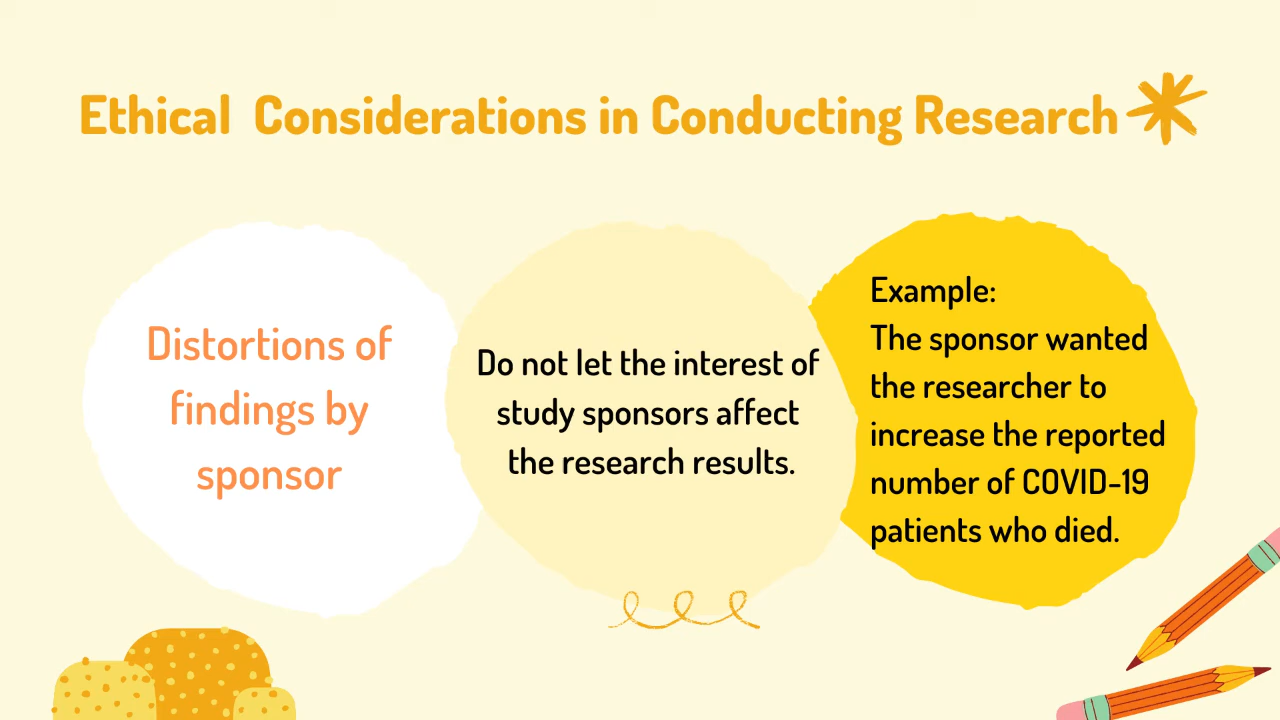 Ethical Considerations in Conducting Research
Distortions of
findings by
sponsor
Do not let the interest of
study sponsors affect
the research results.
Example:
The sponsor wanted
the researcher to
increase the reported
number of COVID-19
patients who died.